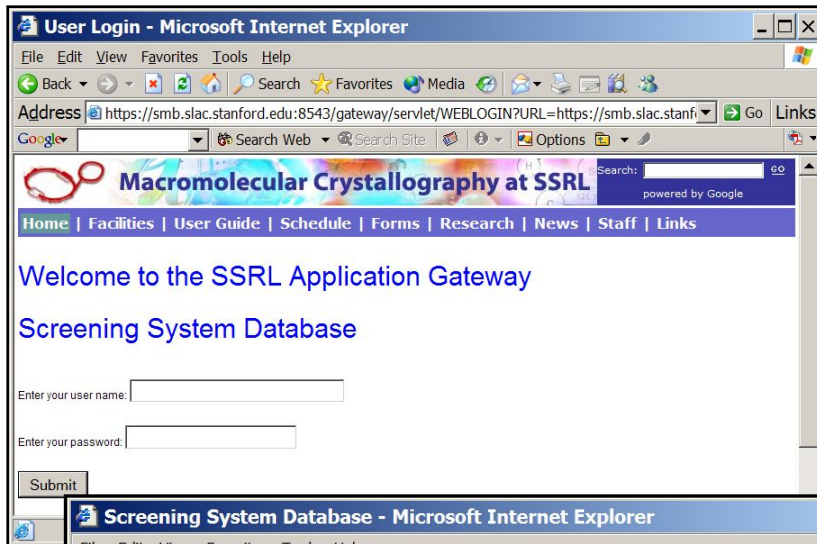 User Login - Microsoft Internet Explorer
File Edit View Favorites Tools Help
Back Search Favorites Media
Address https://smb.slac.stanford.edu:8543/gateway/servlet/WEBLOGIN?URL=https://smb.slac.stanf Go Links
Google Search Web Search Site Options
Macromolecular Crystallography at SSRL Search: GO
powered by Google
Home | Facilities | User Guide | Schedule | Forms | Research | News | Staff | Links
Welcome to the SSRL Application Gateway
Screening System Database
Enter your user name:
Enter your password:
Submit
Screening System Database - Microsoft Internet Explorer